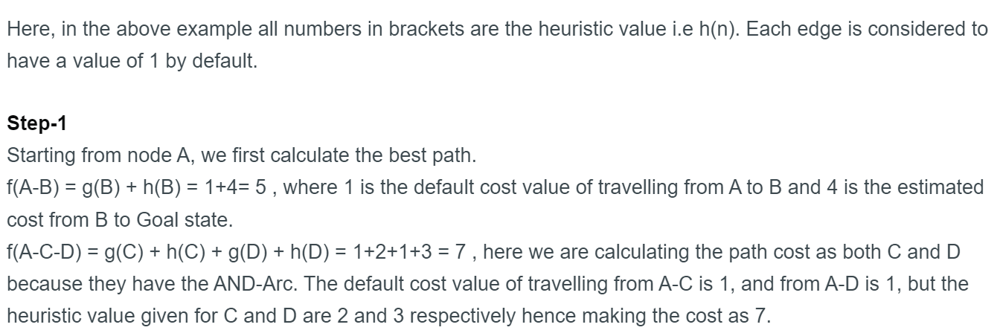 Here, in the above example all numbers in brackets are the heuristic value i.e h(n). Each edge is considered to
have a value of 1 by default.
Step-1
Starting from node A, we first calculate the best path.
f(A-B) = g(B) + h(B) = 1+4= 5 , where 1 is the default cost value of travelling from A to B and 4 is the estimated
cost from B to Goal state.
f(A-C-D) = g(C) + h(C) + g(D) + h(D) = 1+2+1+3 = 7 , here we are calculating the path cost as both C and D
because they have the AND-Arc. The default cost value of travelling from A-C is 1, and from A-D is 1, but the
heuristic value given for C and D are 2 and 3 respectively hence making the cost as 7.